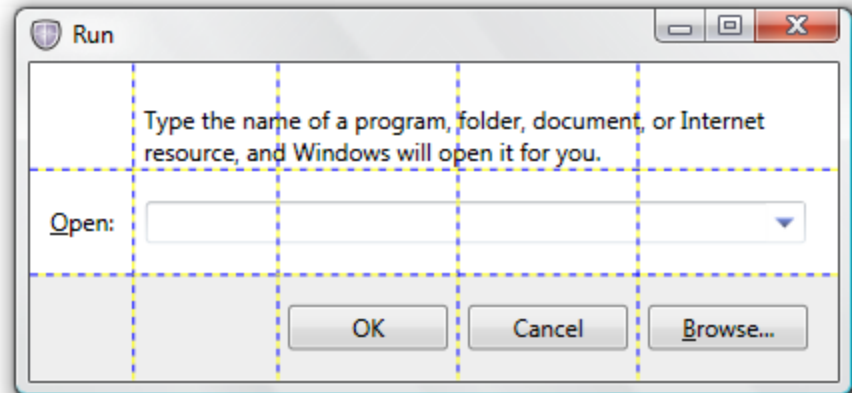 Run
Type the name of a program, folder, document, or Internet
resource, and Windows will open it for you.
Open:
OK Cancel Browse...